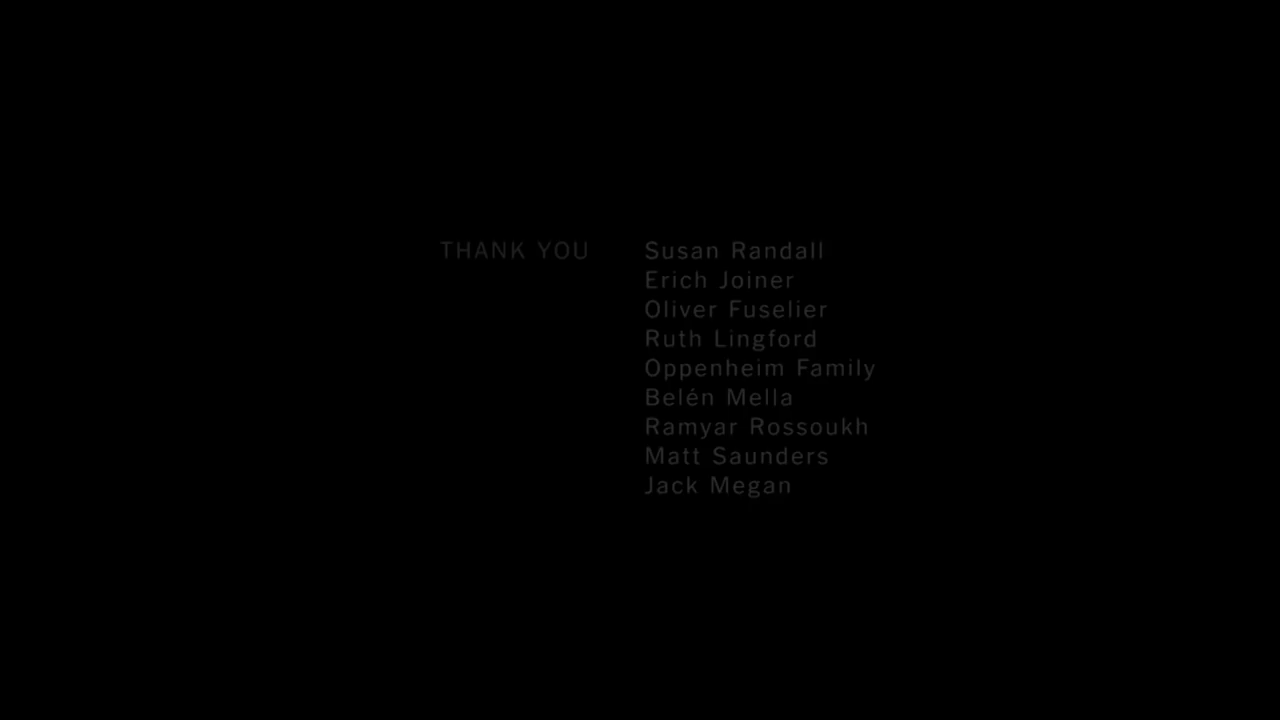 THANK YOU Susan Randall
Erich Joiner
Oliver Fuselier
Ruth Lingford
Oppenheim Family
Belén Mella
Ramyar Rossoukh
Matt Saunders
Jack Megan